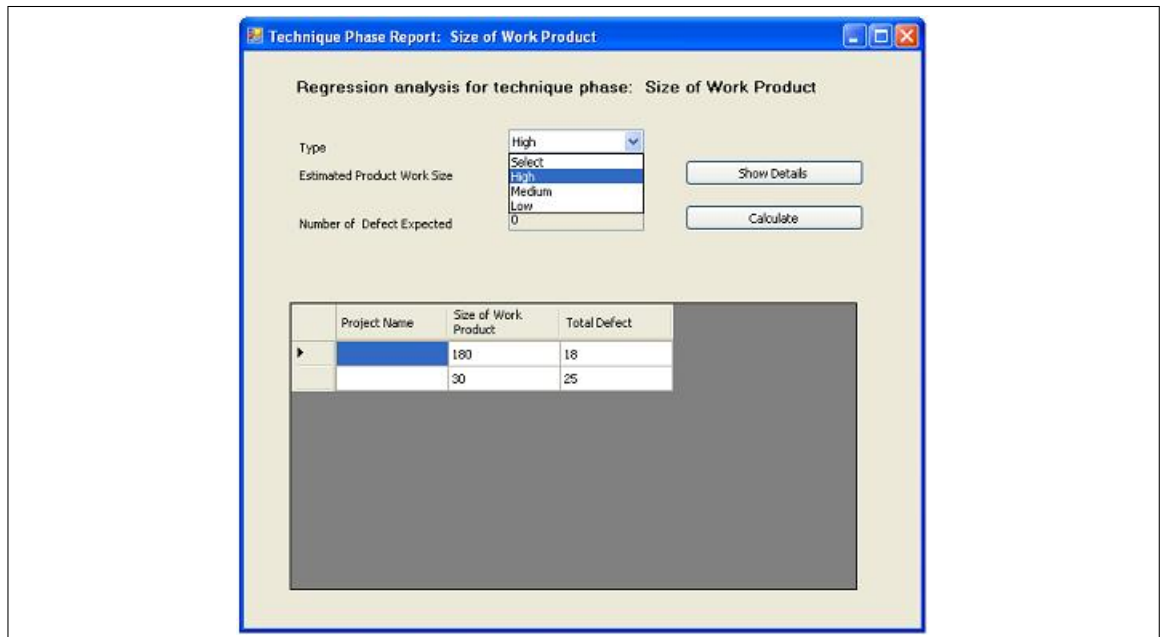 Technique Phase Report: Size of Work Product
Regression analysis for technique phase: Size of Work Product
Type
High
Select
Estimated Product Work Size
High
Show Details
Medium
Low
Number of Defect Expected
0
Calculate
Project Name
Size of Work
Product
Total Defect
180
18
30
25